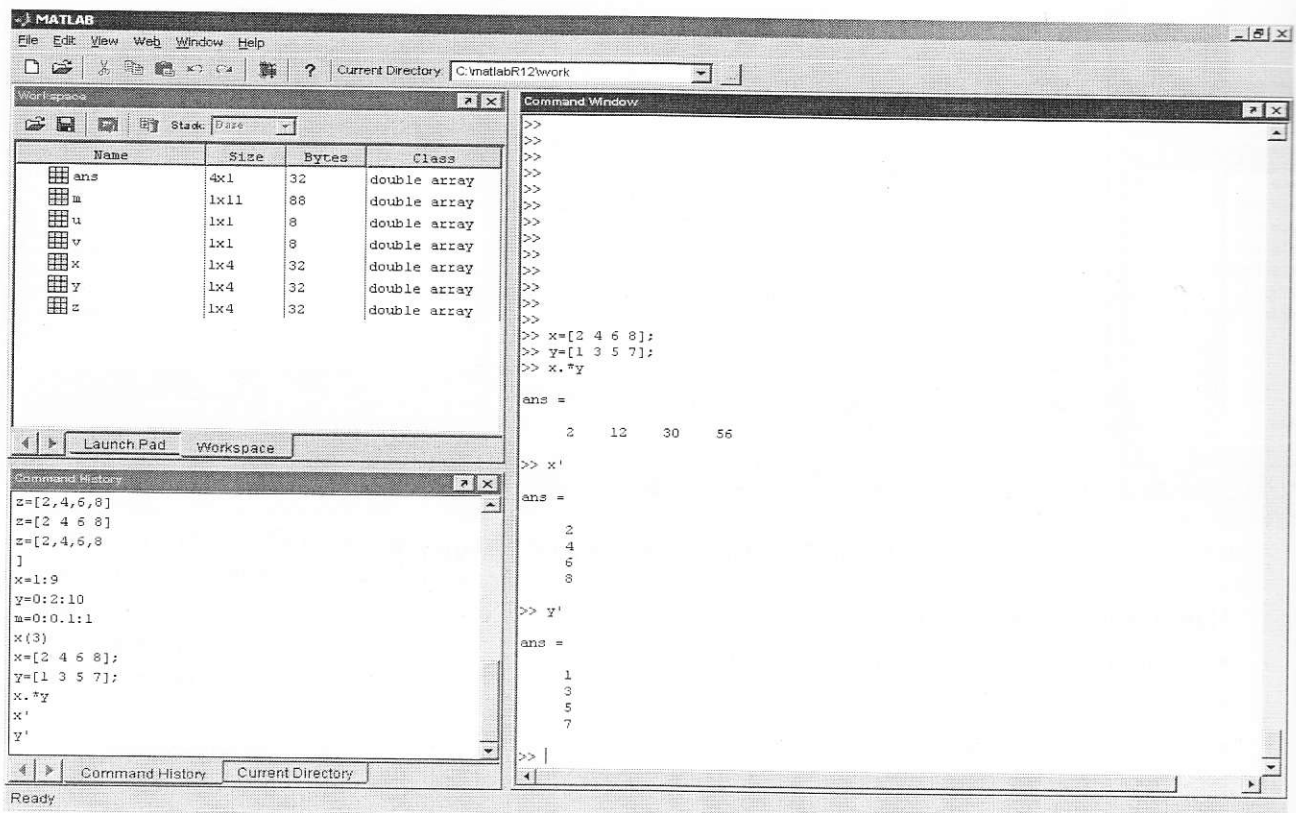 MATLAB
File Edit View Web Window Help
? Current Directory: C:\matlabR12\work
Workspace
Stack: Base
Name Size Bytes Class
ans 4x1 32 double array
m 1x11 88 double array
u 1x1 8 double array
v 1x1 8 double array
x 1x4 32 double array
y 1x4 32 double array
z 1x4 32 double array
Launch Pad Workspace
Command History
z=[2,4,6,8]
z=[2 4 6 8]
z=[2,4,6,8
]
x=1:9
y=0:2:10
m=0:0.1:1
x(3)
x=[2 4 6 8];
y=[1 3 5 7];
x.*y
x'
y'
Command History Current Directory
Ready
Command Window
>>
>>
>>
>>
>>
>>
>>
>>
>>
>>
>>
>>
>>
>> x=[2 4 6 8];
>> y=[1 3 5 7];
>> x.*y
ans =
2 12 30 56
>> x'
ans =
2
4
6
8
>> y'
ans =
1
3
5
7
>>